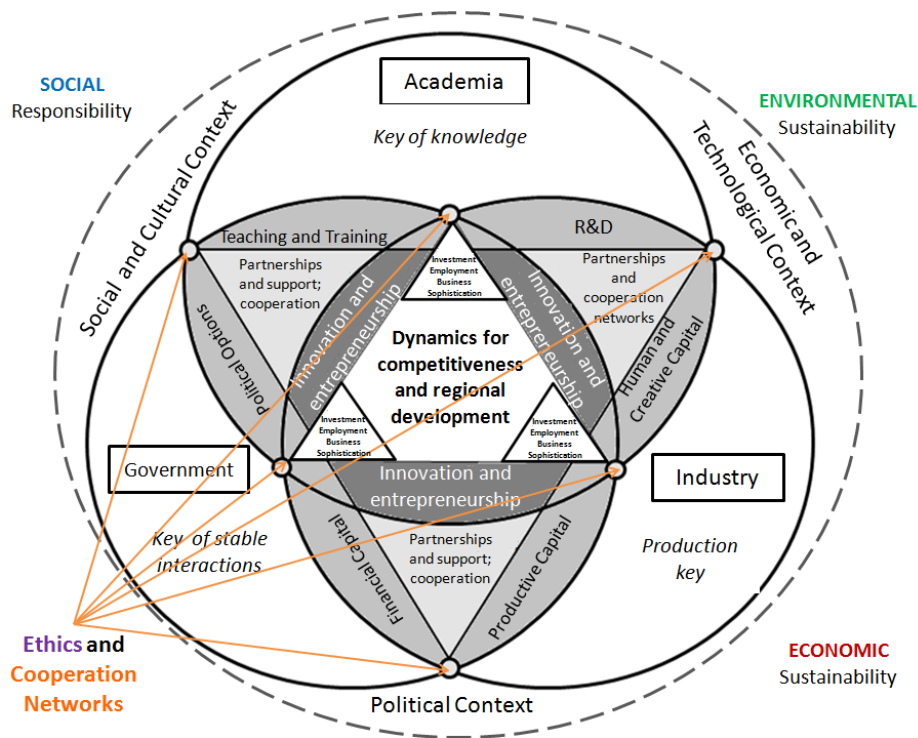 Academia
SOCIAL
Responsibility
ENVIRONMENTAL
Sustainability
Key of knowledge
Social and Cultural Context
Economic and
Technological Context
Teaching and Training
R&D
Partnerships
and support;
cooperation
Investment
Employment
Business
Sophistication
Partnerships
and
cooperation
networks
Innovation and
entrepreneurship
Innovation and
entrepreneurship
Political Options
Human and
Creative Capital
Dynamics for
competitiveness
and regional
development
Investment
Employment
Business
Sophistication
Investment
Employment
Business
Sophistication
Government
Industry
Innovation and
entrepreneurship
Key of stable
interactions
Financial Capital
Partnerships
and support;
cooperation
Productive Capital
Production
key
Ethics and
Cooperation
Networks
ECONOMIC
Sustainability
Political Context